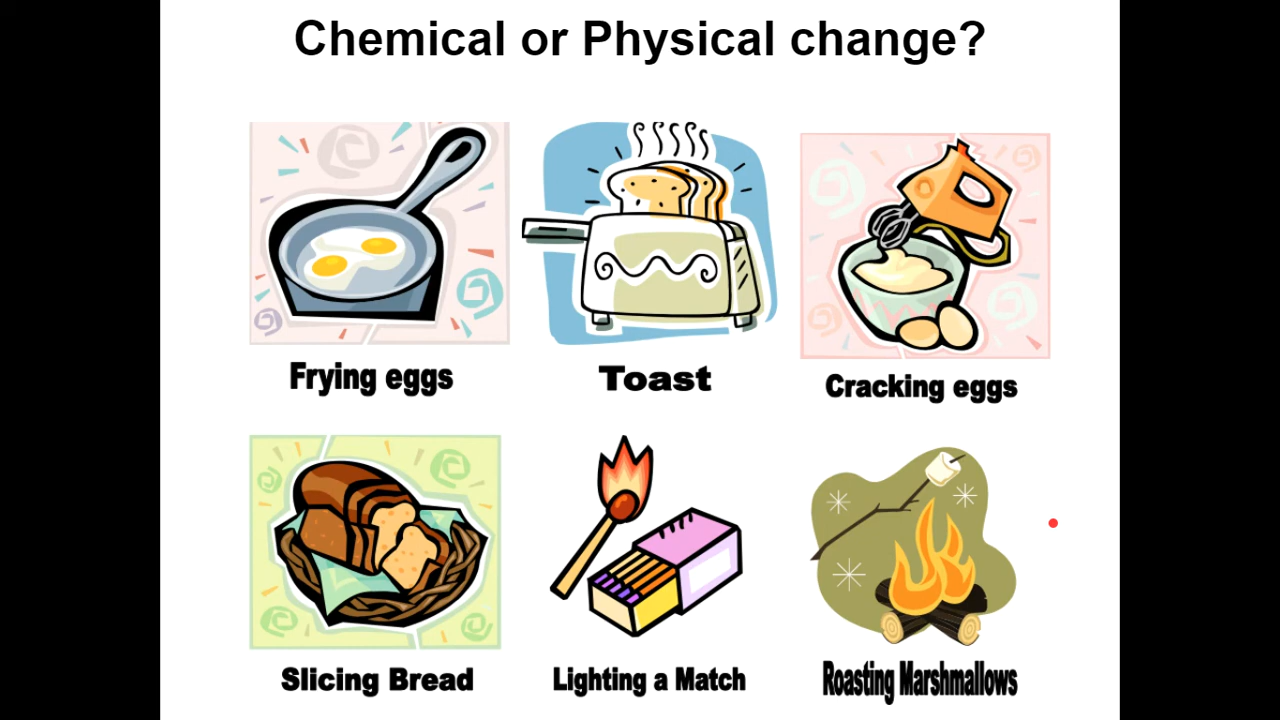 Chemical or Physical change?
Frying eggs
Toast
Cracking eggs
Slicing Bread
Lighting a Match
Roasting Marshmallows